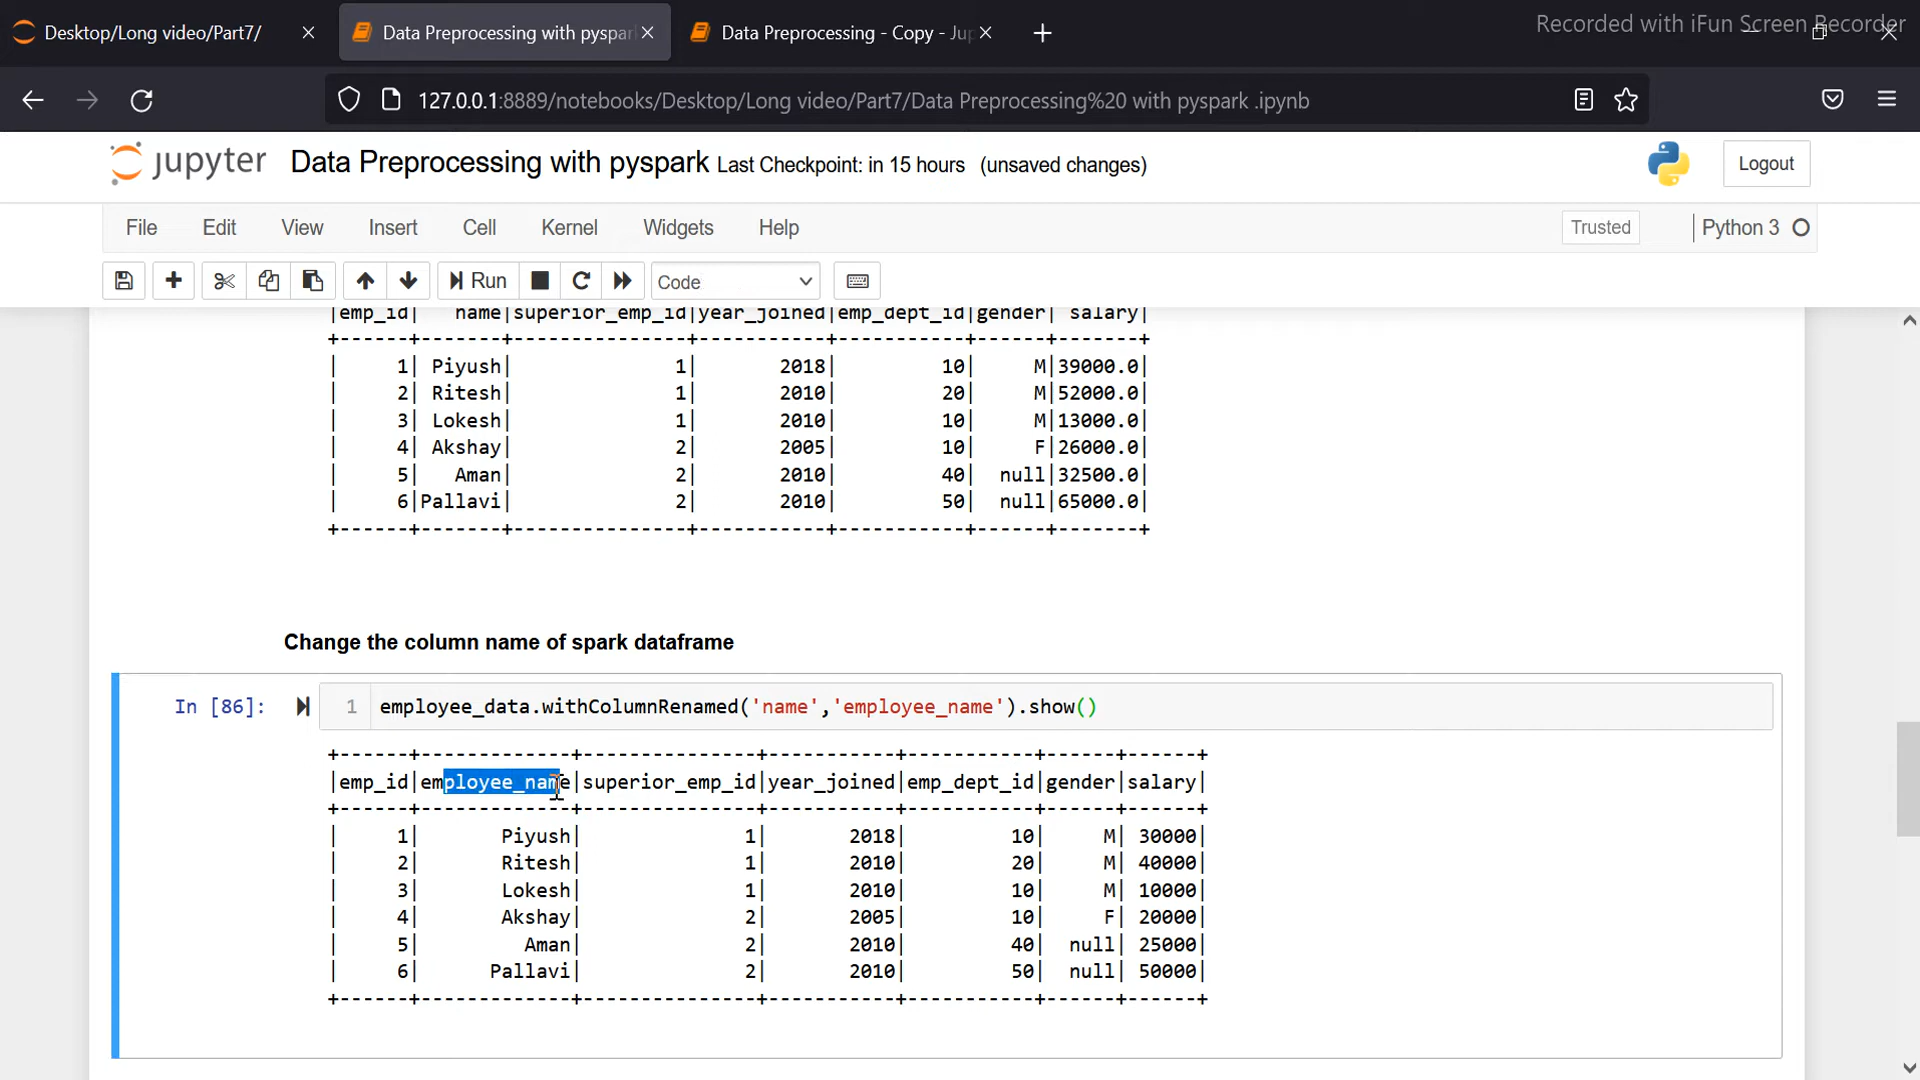 Desktop/Long video/Part7/
Data Preprocessing with pyspar
Data Preprocessing - Copy - Jup
Recorded with iFun Screen Recorder
127.0.0.1:8889/notebooks/Desktop/Long video/Part7/Data Preprocessing%20 with pyspark .ipynb
jupyter Data Preprocessing with pyspark Last Checkpoint: in 15 hours (unsaved changes)
Logout
File Edit View Insert Cell Kernel Widgets Help Trusted | Python 3
Run Code
|emp_id|   name|superior_emp_id|year_joined|emp_dept_id|gender| salary|
+------+-------+---------------+-----------+-----------+------+-------+
|     1| Piyush|              1|       2018|         10|     M|39000.0|
|     2| Ritesh|              1|       2010|         20|     M|52000.0|
|     3| Lokesh|              1|       2010|         10|     M|13000.0|
|     4| Akshay|              2|       2005|         10|     F|26000.0|
|     5|   Aman|              2|       2010|         40|  null|32500.0|
|     6|Pallavi|              2|       2010|         50|  null|65000.0|
+------+-------+---------------+-----------+-----------+------+-------+
Change the column name of spark dataframe
In [86]: 1 employee_data.withColumnRenamed('name','employee_name').show()
+------+-------------+---------------+-----------+-----------+------+------+
|emp_id|employee_name|superior_emp_id|year_joined|emp_dept_id|gender|salary|
+------+-------------+---------------+-----------+-----------+------+------+
|     1|       Piyush|              1|       2018|         10|     M| 30000|
|     2|       Ritesh|              1|       2010|         20|     M| 40000|
|     3|       Lokesh|              1|       2010|         10|     M| 10000|
|     4|       Akshay|              2|       2005|         10|     F| 20000|
|     5|         Aman|              2|       2010|         40|  null| 25000|
|     6|      Pallavi|              2|       2010|         50|  null| 50000|
+------+-------------+---------------+-----------+-----------+------+------+